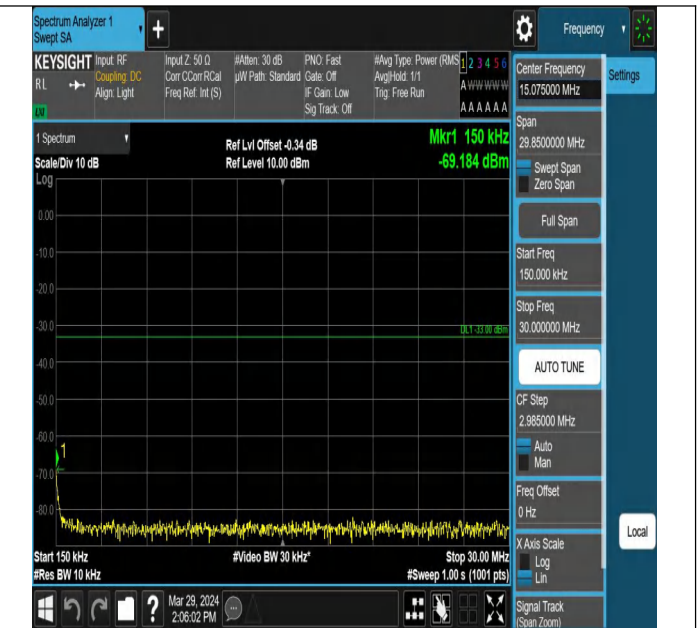 Spectrum Analyzer 1
Swept SA
Frequency
KEYSIGHT
RL
Input: RF
Coupling: DC
Align: Light
Input Z: 50 Ω
Corr CCorr RCal
Freq Ref: Int (S)
#Atten: 30 dB
µW Path: Standard
PNO: Fast
Gate: Off
IF Gain: Low
Sig Track: Off
#Avg Type: Power (RMS
Avg|Hold: 1/1
Trig: Free Run
1 2 3 4 5 6
A W W W W W
A A A A A A
1 Spectrum
Scale/Div 10 dB
Log
Ref Lvl Offset -0.34 dB
Ref Level 10.00 dBm
Mkr1 150 kHz
-69.184 dBm
0.00
-10.0
-20.0
-30.0
-40.0
-50.0
-60.0
-70.0
-80.0
DL1 -33.00 dBm
1
Start 150 kHz
#Res BW 10 kHz
#Video BW 30 kHz*
Stop 30.00 MHz
#Sweep 1.00 s (1001 pts)
Center Frequency
15.075000 MHz
Settings
Span
29.8500000 MHz
Swept Span
Zero Span
Full Span
Start Freq
150.000 kHz
Stop Freq
30.000000 MHz
AUTO TUNE
CF Step
2.985000 MHz
Auto
Man
Freq Offset
0 Hz
X Axis Scale
Log
Lin
Local
Signal Track
(Span Zoom)
?
Mar 29, 2024
2:06:02 PM